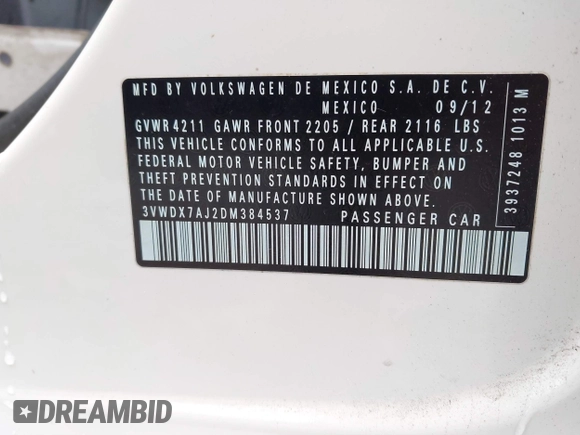 MFD BY VOLKSWAGEN DE MEXICO S.A. DE C.V.
MEXICO 09/12
GVWR 4211 GAWR FRONT 2205 / REAR 2116 LBS
THIS VEHICLE CONFORMS TO ALL APPLICABLE U.S.
FEDERAL MOTOR VEHICLE SAFETY, BUMPER AND
THEFT PREVENTION STANDARDS IN EFFECT ON
THE DATE OF MANUFACTURE SHOWN ABOVE.
3VWDX7AJ2DM384537 PASSENGER CAR
3937248 1013 M
DREAMBID